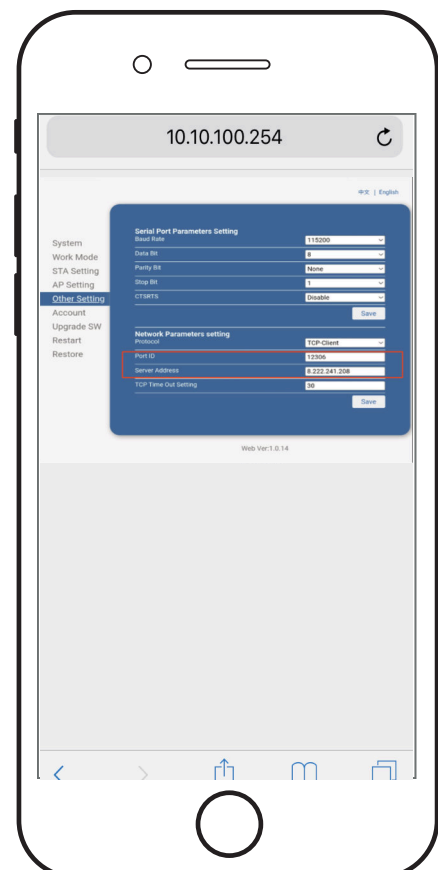 10.10.100.254
中文 | English
System
Work Mode
STA Setting
AP Setting
Other Setting
Account
Upgrade SW
Restart
Restore
Serial Port Parameters Setting
Baud Rate 115200
Data Bit 8
Parity Bit None
Stop Bit 1
CTSRTS Disable
Save
Network Parameters setting
Protocol TCP-Client
Port ID 12306
Server Address 8.222.241.208
TCP Time Out Setting 30
Save
Web Ver:1.0.14